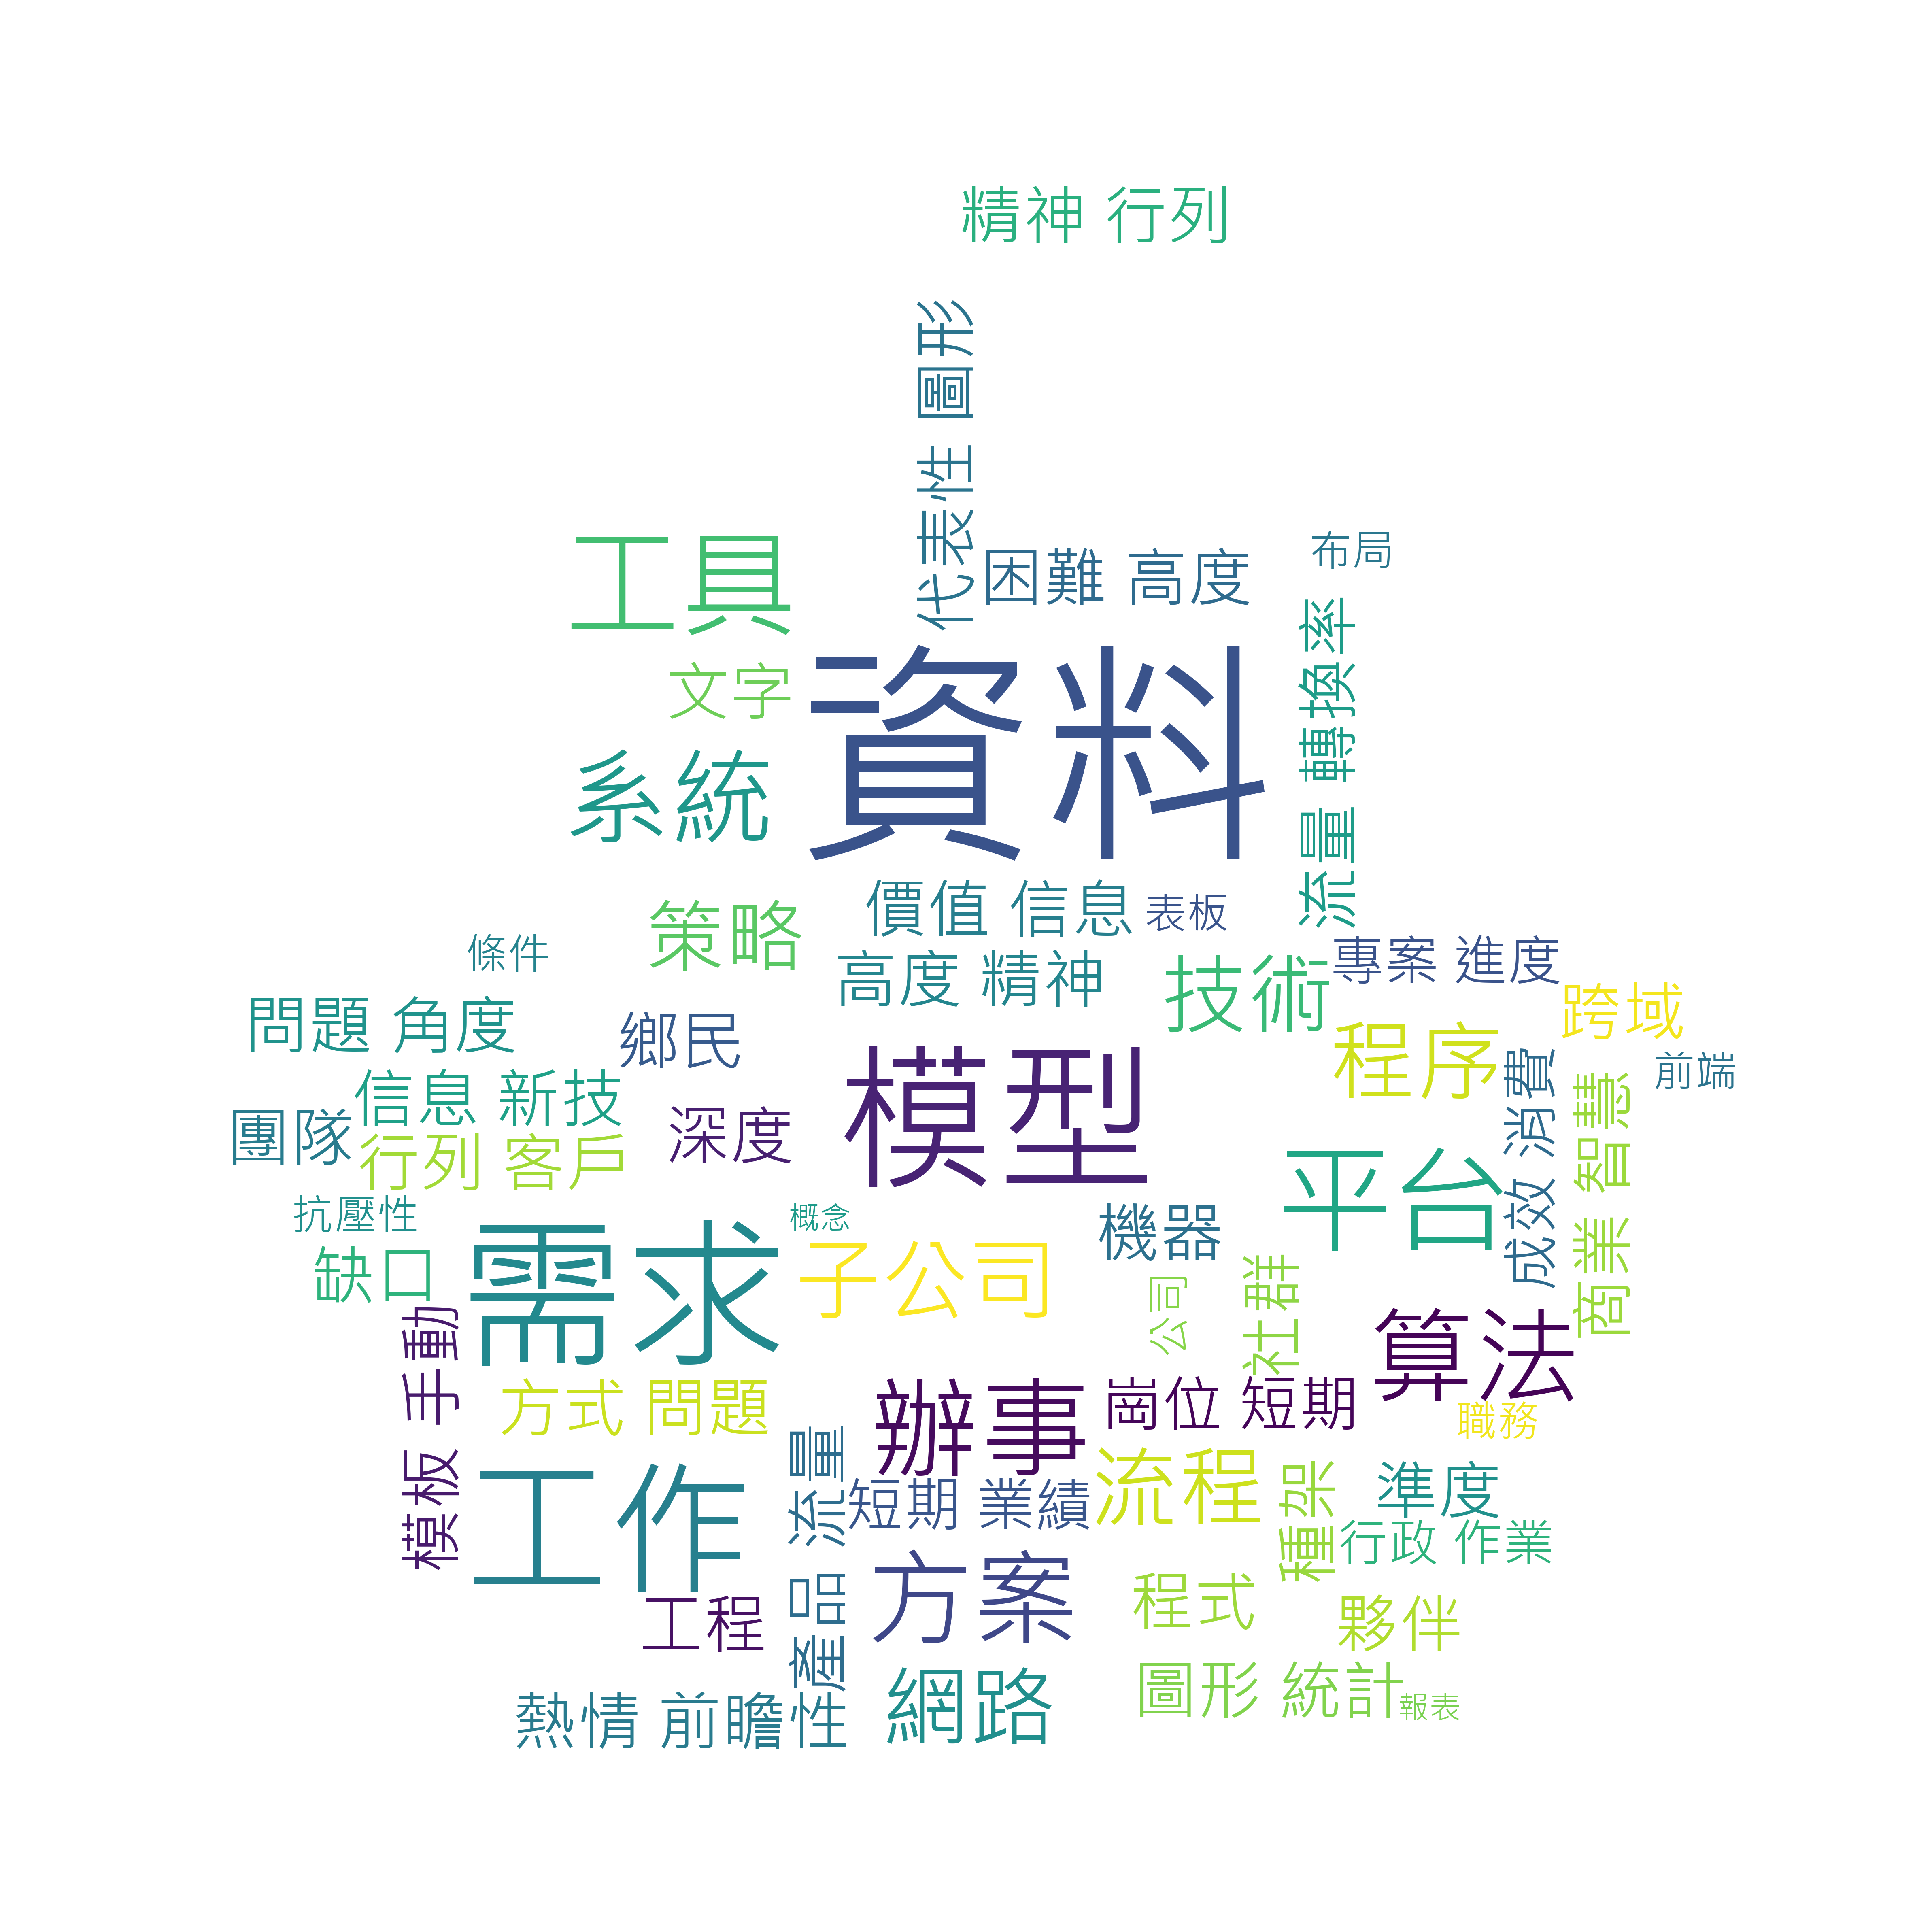 精神 行列
代表性 圖形
工具
困難 高度
布局
文字
資料
流量 轉換率
系統
策略
價值 信息
表板
條件
高度 精神
技術
專案 進度
問題 角度
鄉民
模型
程序
跨域
前端
信息 新技
團隊
行列 客戶
深度
平台
成效 消費
商業 智慧
抗壓性
概念
機器
缺口
需求
子公司
公司
社群
算法
模板 手動
方式 問題
辦事
崗位 短期
職務
工作
產品 流量
短期 業績
流程
種架
準度
行政 作業
方案
工程
程式
夥伴
熱情 前瞻性
網路
圖形 統計
報表